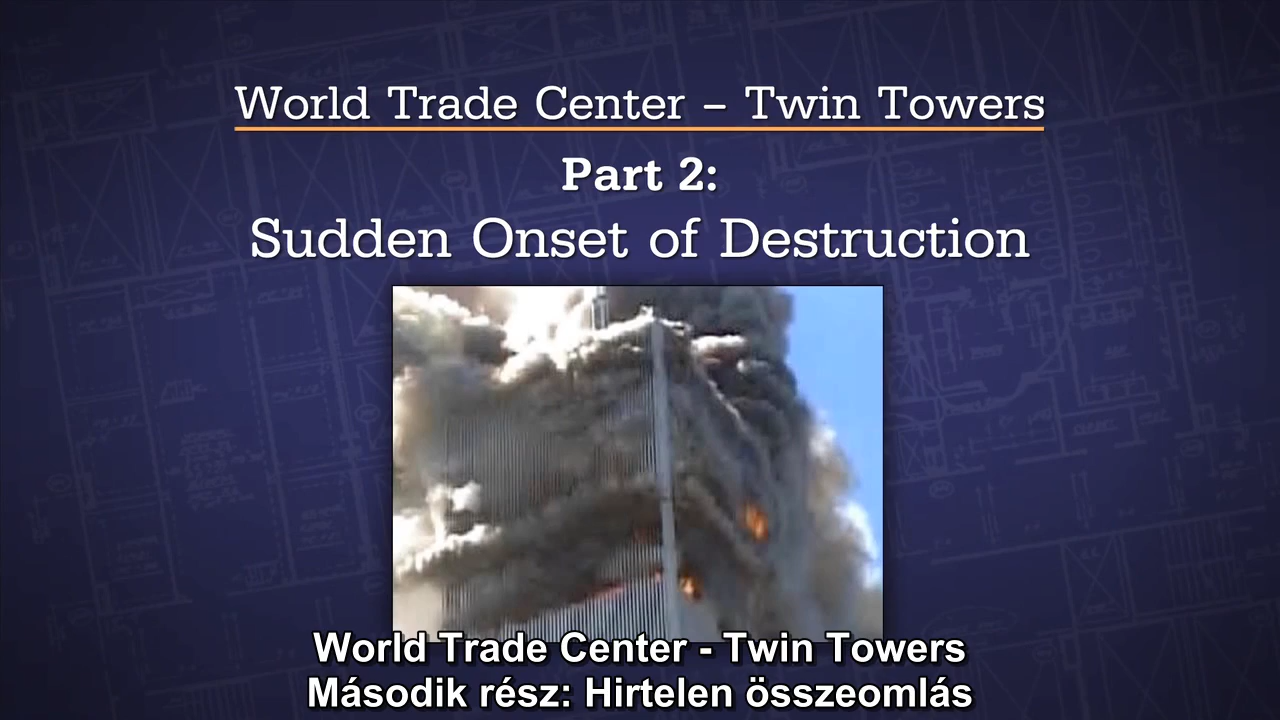 World Trade Center – Twin Towers
Part 2:
Sudden Onset of Destruction
World Trade Center - Twin Towers
Második rész: Hirtelen összeomlás